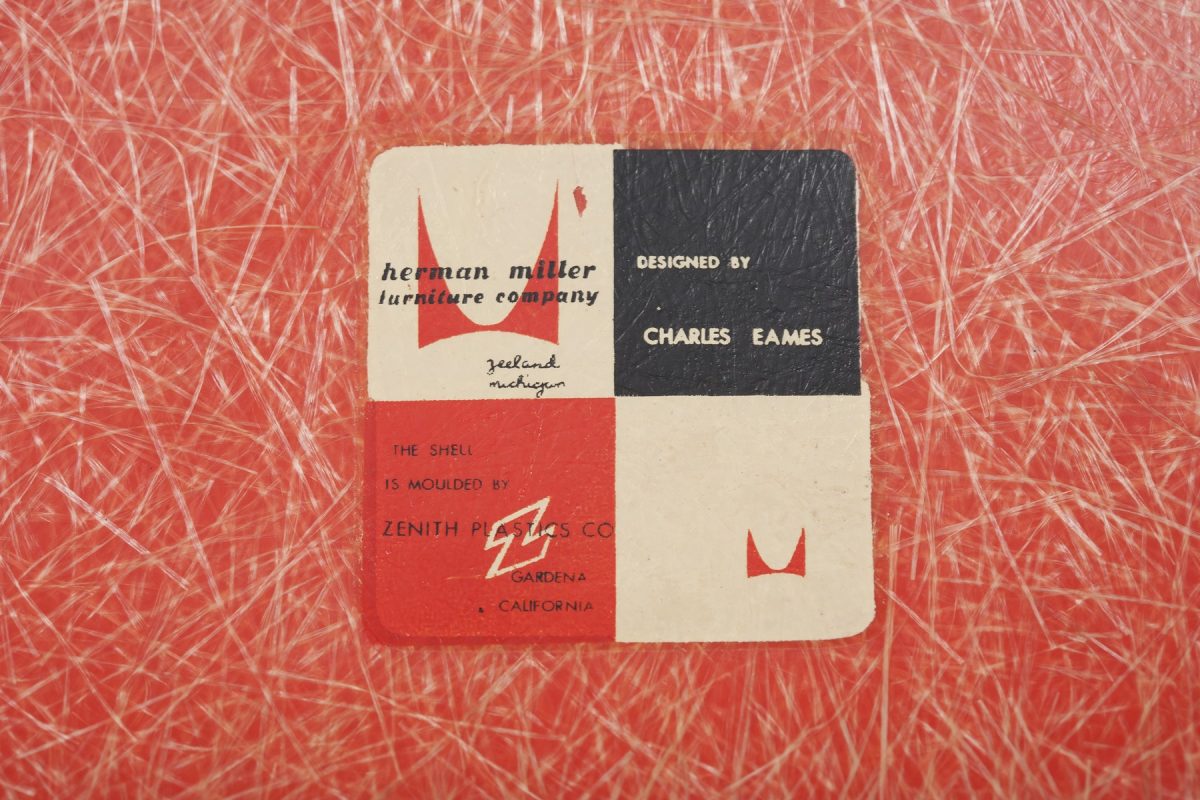 herman miller
furniture company
zeeland
michigan
DESIGNED BY
CHARLES EAMES
THE SHELL
IS MOULDED BY
ZENITH PLASTICS CO
Z
GARDENA
CALIFORNIA